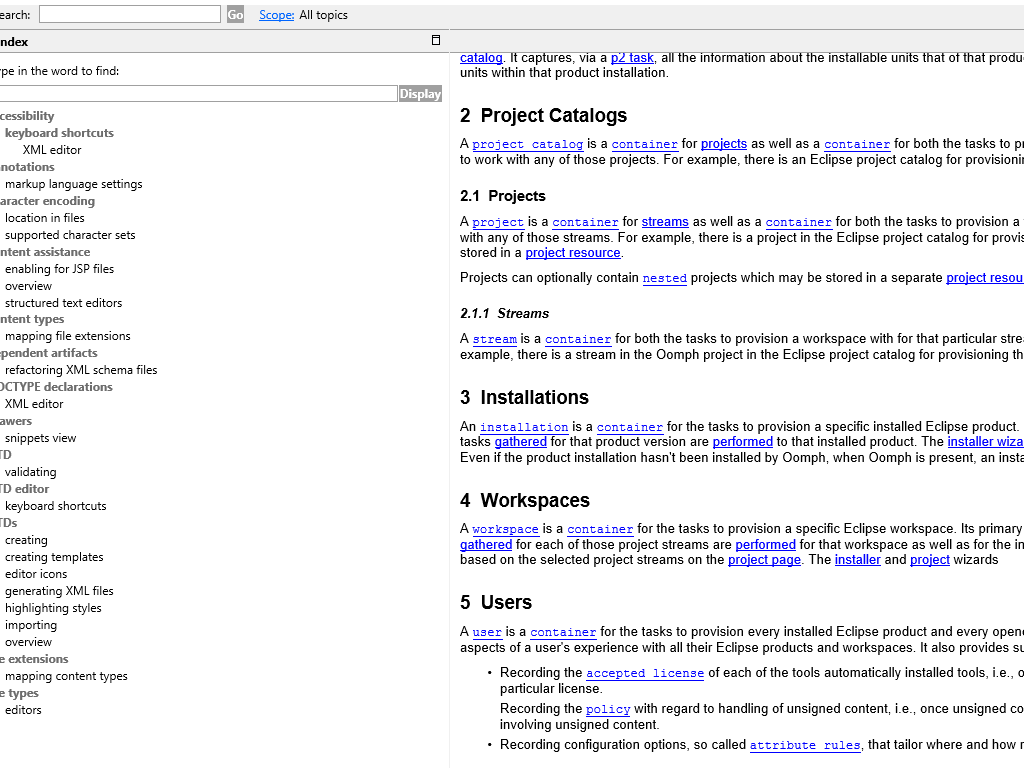 earch:
Go
Scope: All topics
ndex
ype in the word to find:
Display
cessibility
keyboard shortcuts
XML editor
notations
markup language settings
aracter encoding
location in files
supported character sets
ntent assistance
enabling for JSP files
overview
structured text editors
ntent types
mapping file extensions
ependent artifacts
refactoring XML schema files
OCTYPE declarations
XML editor
awers
snippets view
TD
validating
TD editor
keyboard shortcuts
TDs
creating
creating templates
editor icons
generating XML files
highlighting styles
importing
overview
e extensions
mapping content types
e types
editors
catalog. It captures, via a p2 task, all the information about the installable units that of that produ
units within that product installation.
2 Project Catalogs
A project catalog is a container for projects as well as a container for both the tasks to pr
to work with any of those projects. For example, there is an Eclipse project catalog for provisionin
2.1 Projects
A project is a container for streams as well as a container for both the tasks to provision a
with any of those streams. For example, there is a project in the Eclipse project catalog for provis
stored in a project resource.
Projects can optionally contain nested projects which may be stored in a separate project resou
2.1.1 Streams
A stream is a container for both the tasks to provision a workspace with for that particular strea
example, there is a stream in the Oomph project in the Eclipse project catalog for provisioning th
3 Installations
An installation is a container for the tasks to provision a specific installed Eclipse product.
tasks gathered for that product version are performed to that installed product. The installer wiza
Even if the product installation hasn't been installed by Oomph, when Oomph is present, an insta
4 Workspaces
A workspace is a container for the tasks to provision a specific Eclipse workspace. Its primary
gathered for each of those project streams are performed for that workspace as well as for the in
based on the selected project streams on the project page. The installer and project wizards
5 Users
A user is a container for the tasks to provision every installed Eclipse product and every opene
aspects of a user's experience with all their Eclipse products and workspaces. It also provides su
• Recording the accepted license of each of the tools automatically installed tools, i.e., o
particular license.
Recording the policy with regard to handling of unsigned content, i.e., once unsigned co
involving unsigned content.
• Recording configuration options, so called attribute rules, that tailor where and how r